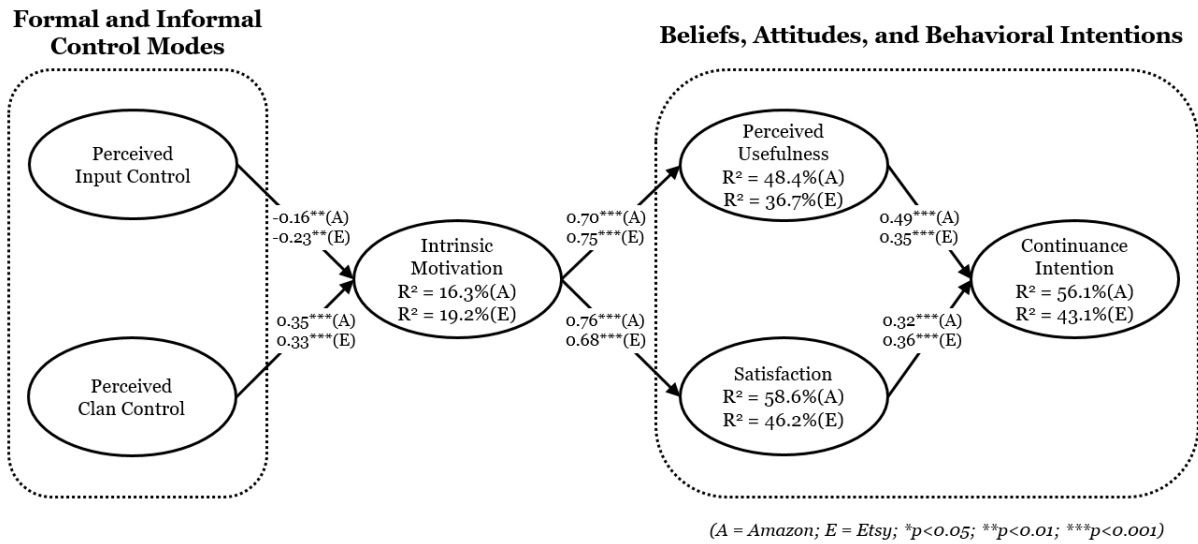 Formal and Informal
Control Modes
Beliefs, Attitudes, and Behavioral Intentions
Perceived
Input Control
Perceived
Clan Control
-0.16**(A)
-0.23**(E)
0.35***(A)
0.33***(E)
Intrinsic
Motivation
R² = 16.3%(A)
R² = 19.2%(E)
0.70***(A)
0.75***(E)
0.76***(A)
0.68***(E)
Perceived
Usefulness
R² = 48.4%(A)
R² = 36.7%(E)
Satisfaction
R² = 58.6%(A)
R² = 46.2%(E)
0.49***(A)
0.35***(E)
0.32***(A)
0.36***(E)
Continuance
Intention
R² = 56.1%(A)
R² = 43.1%(E)
(A = Amazon; E = Etsy; *p<0.05; **p<0.01; ***p<0.001)